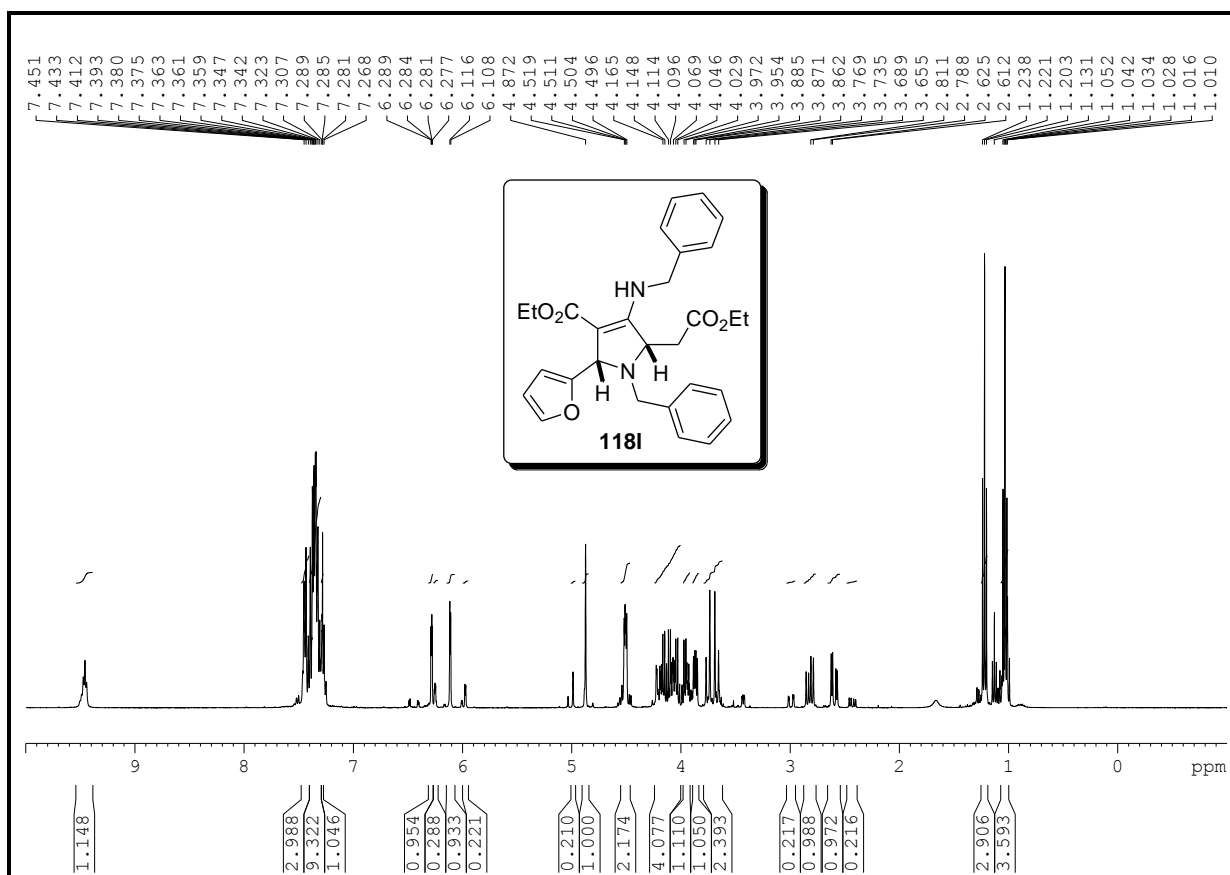 7.451 7.433 7.412 7.393 7.380 7.375 7.363 7.361 7.359 7.347 7.342 7.323 7.307 7.289 7.285 7.281 7.268 6.289 6.284 6.281 6.277 6.116 6.108 4.872 4.519 4.511 4.504 4.496 4.165 4.148 4.114 4.096 4.069 4.046 4.029 3.972 3.954 3.885 3.871 3.862 3.769 3.735 3.689 3.655 2.811 2.788 2.625 2.612 1.238 1.221 1.203 1.131 1.052 1.042 1.034 1.028 1.016 1.010
HN
EtO2C
CO2Et
N
H
H
O
118l
9 8 7 6 5 4 3 2 1 0 ppm
1.148 2.988 9.322 1.046 0.954 0.288 0.933 0.221 0.210 1.000 2.174 4.077 1.110 1.050 2.393 0.217 0.988 0.972 0.216 2.906 3.593